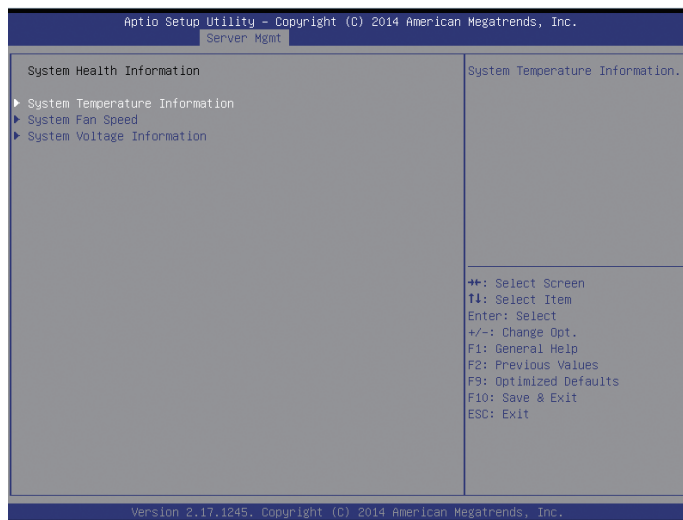 Aptio Setup Utility – Copyright (C) 2014 American Megatrends, Inc.
Server Mgmt
System Health Information
System Temperature Information
System Fan Speed
System Voltage Information
System Temperature Information.
→←: Select Screen
↑↓: Select Item
Enter: Select
+/-: Change Opt.
F1: General Help
F2: Previous Values
F9: Optimized Defaults
F10: Save & Exit
ESC: Exit
Version 2.17.1245. Copyright (C) 2014 American Megatrends, Inc.